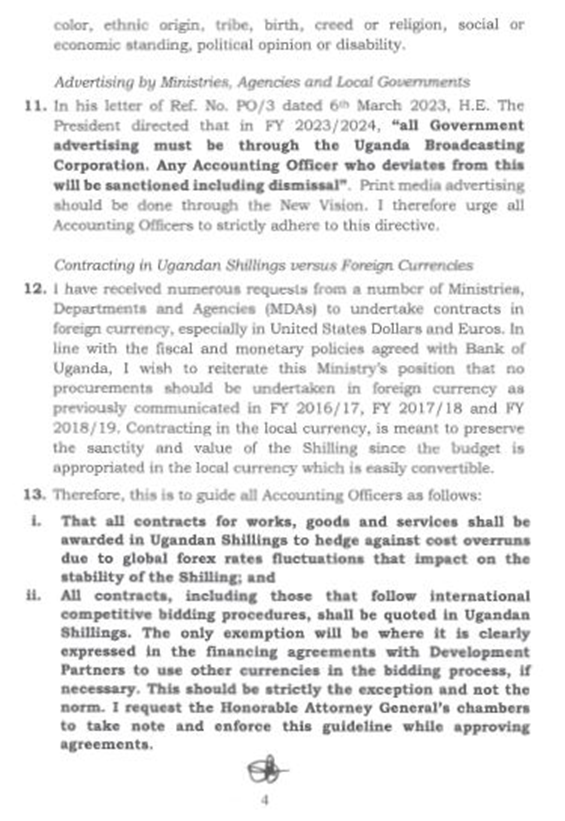 color, ethnic origin, tribe, birth, creed or religion, social or
economic standing, political opinion or disability.
Advertising by Ministries, Agencies and Local Governments
11. In his letter of Ref. No. PO/3 dated 6th March 2023, H.E. The
President directed that in FY 2023/2024, “all Government
advertising must be through the Uganda Broadcasting
Corporation. Any Accounting Officer who deviates from this
will be sanctioned including dismissal”. Print media advertising
should be done through the New Vision. I therefore urge all
Accounting Officers to strictly adhere to this directive.
Contracting in Ugandan Shillings versus Foreign Currencies
12. I have received numerous requests from a number of Ministries,
Departments and Agencies (MDAs) to undertake contracts in
foreign currency, especially in United States Dollars and Euros. In
line with the fiscal and monetary policies agreed with Bank of
Uganda, I wish to reiterate this Ministry's position that no
procurements should be undertaken in foreign currency as
previously communicated in FY 2016/17, FY 2017/18 and FY
2018/19. Contracting in the local currency, is meant to preserve
the sanctity and value of the Shilling since the budget is
appropriated in the local currency which is easily convertible.
13. Therefore, this is to guide all Accounting Officers as follows:
i. That all contracts for works, goods and services shall be
awarded in Ugandan Shillings to hedge against cost overruns
due to global forex rates fluctuations that impact on the
stability of the Shilling; and
ii. All contracts, including those that follow international
competitive bidding procedures, shall be quoted in Ugandan
Shillings. The only exemption will be where it is clearly
expressed in the financing agreements with Development
Partners to use other currencies in the bidding process, if
necessary. This should be strictly the exception and not the
norm. I request the Honorable Attorney General's chambers
to take note and enforce this guideline while approving
agreements.
4